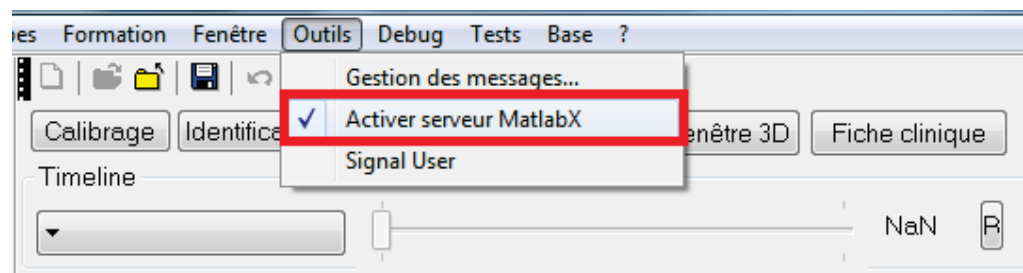 Formation Fenêtre Outils Debug Tests Base ?
Gestion des messages...
Activer serveur MatlabX
Signal User
Calibrage Identifica enêtre 3D Fiche clinique
Timeline
NaN R